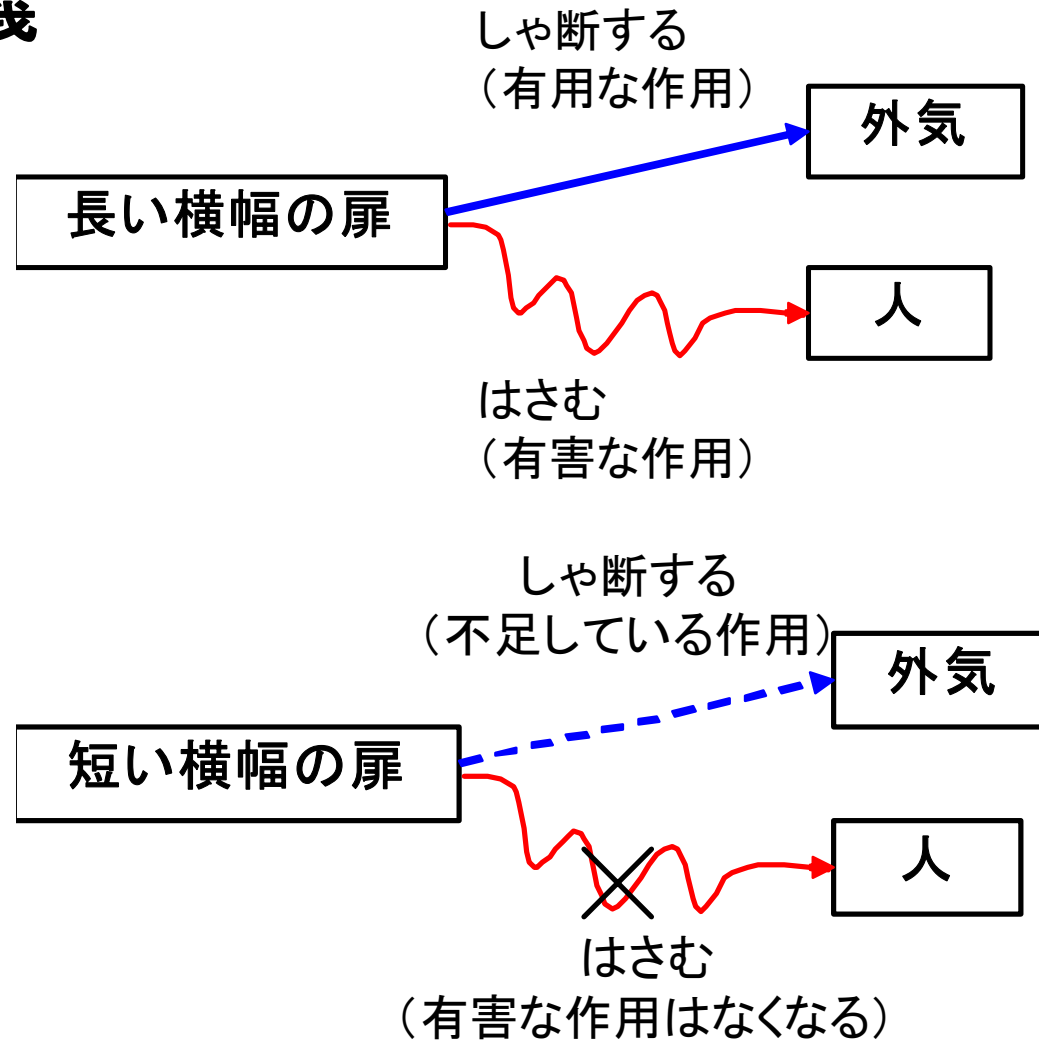 しゃ断する
（有用な作用）
外気
長い横幅の扉
人
はさむ
（有害な作用）
しゃ断する
（不足している作用）
外気
短い横幅の扉
人
はさむ
（有害な作用はなくなる）